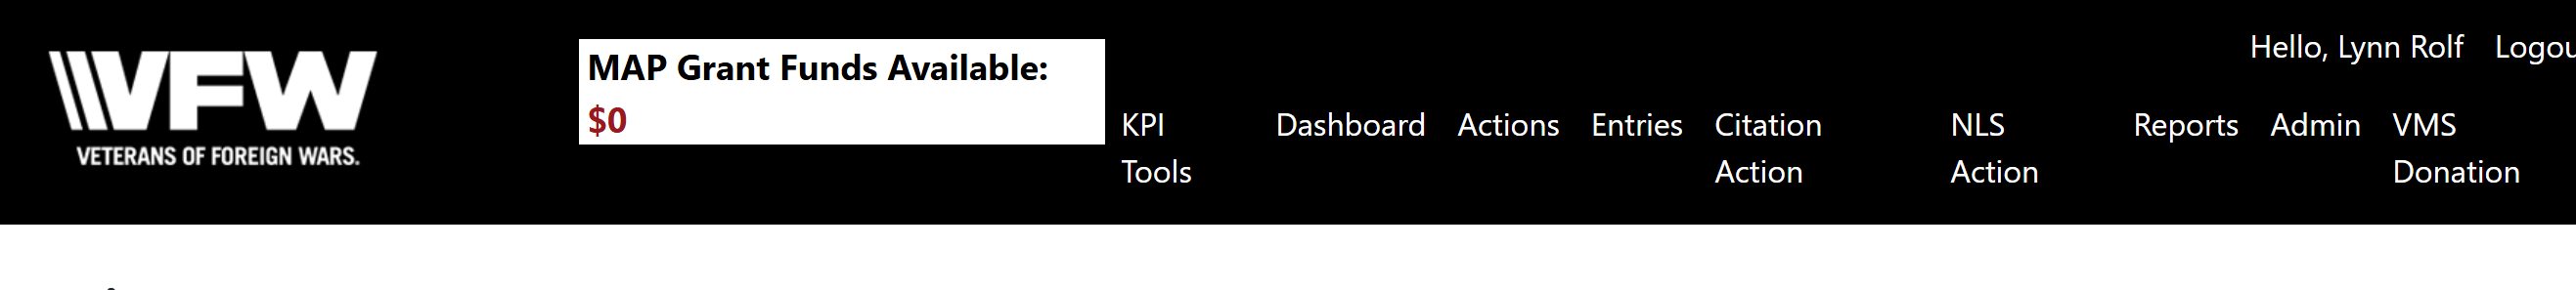 Hello, Lynn Rolf Logou
VFW
VETERANS OF FOREIGN WARS.
MAP Grant Funds Available:
$0
KPI Tools
Dashboard
Actions
Entries
Citation Action
NLS Action
Reports
Admin
VMS Donation